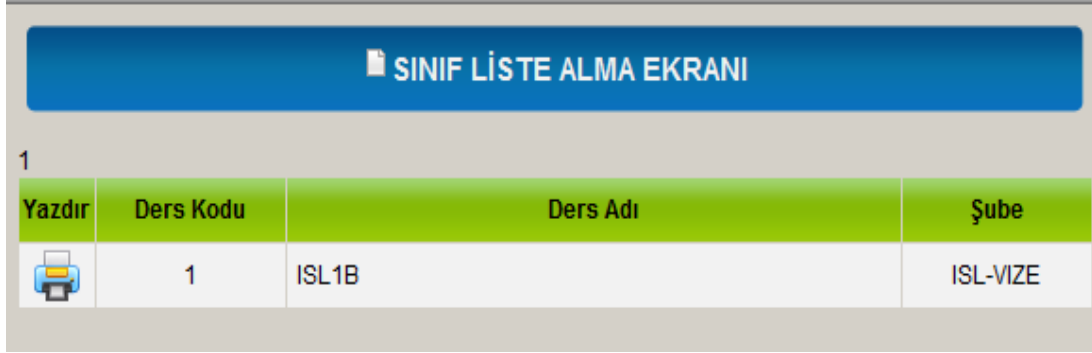 SINIF LİSTE ALMA EKRANI
1
Yazdır Ders Kodu Ders Adı Şube
1 ISL1B ISL-VIZE